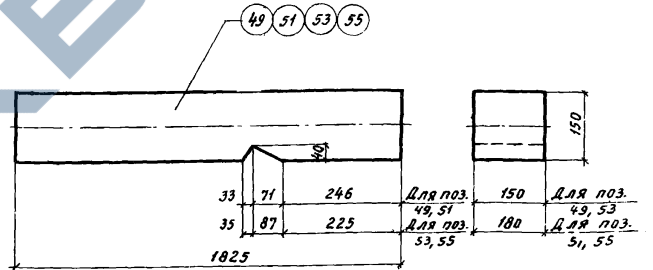 49 51 53 55
40
150
33 71 246 Для поз. 49, 51
35 87 225 Для поз. 53, 55
1825
150 Для поз. 49, 53
180 Для поз. 51, 55